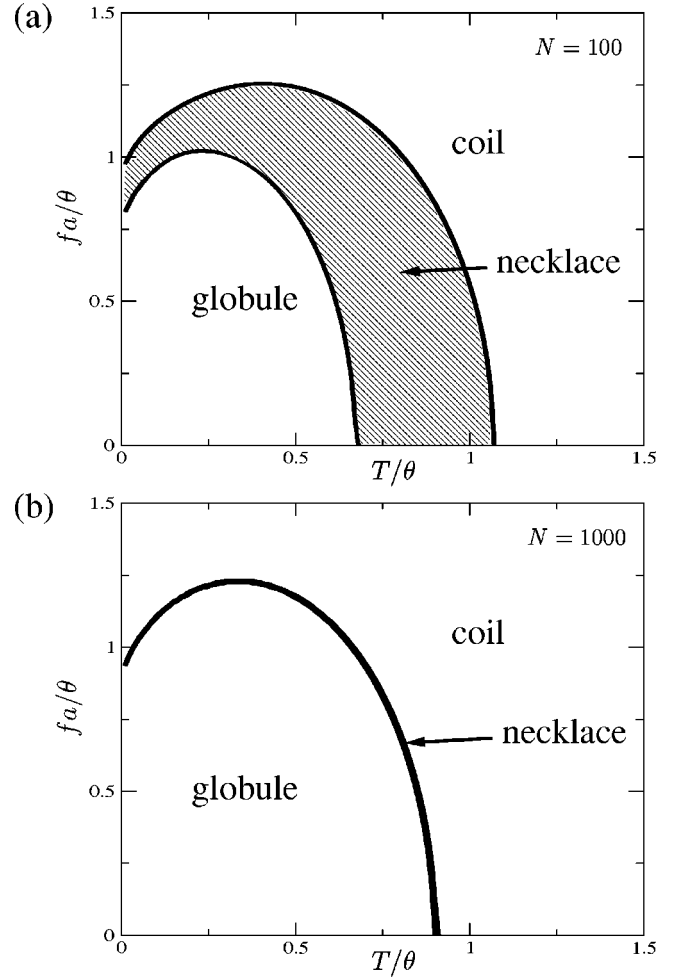 (a)
1.5
N = 100
coil
1
fa/θ
necklace
0.5
globule
0
0
0.5
1
1.5
T/θ
(b)
1.5
N = 1000
coil
1
fa/θ
necklace
0.5
globule
0
0
0.5
1
1.5
T/θ